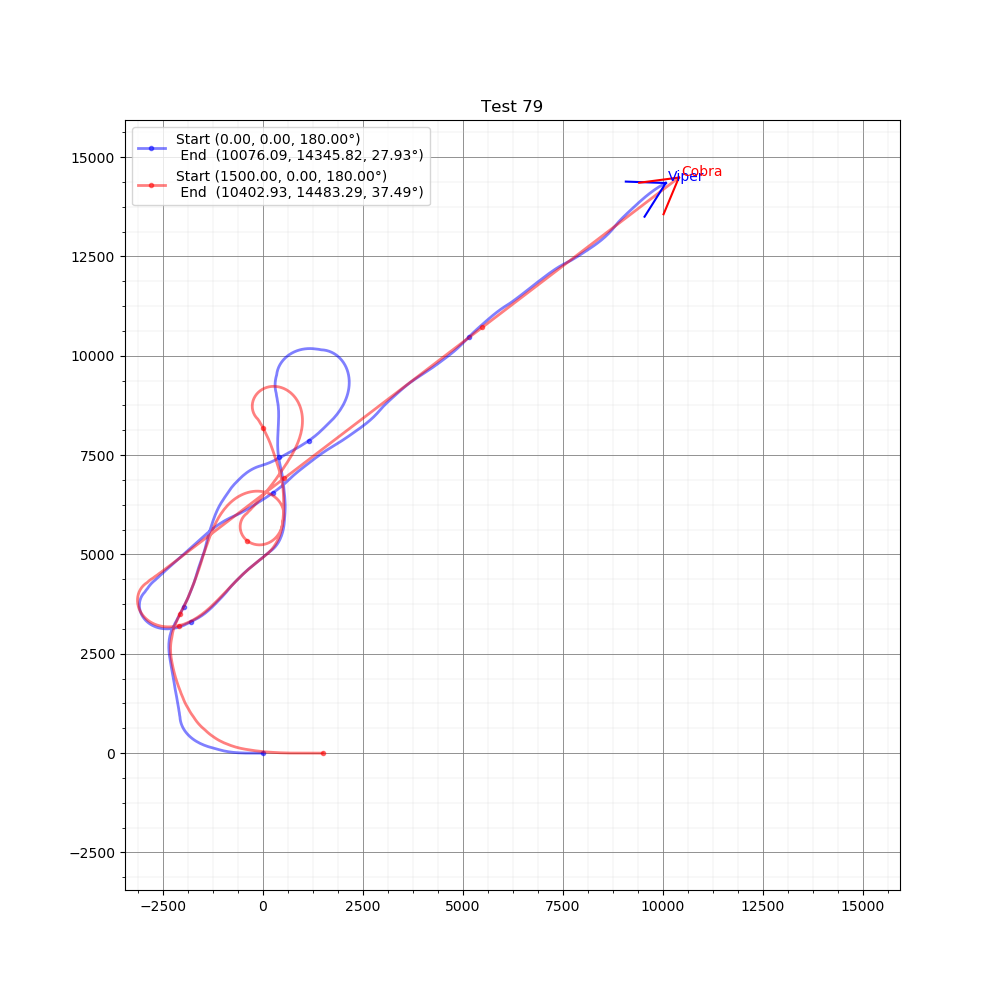 Test 79
Start (0.00, 0.00, 180.00°)
End (10076.09, 14345.82, 27.93°)
Start (1500.00, 0.00, 180.00°)
End (10402.93, 14483.29, 37.49°)
Cobra
Viper
15000
12500
10000
7500
5000
2500
0
−2500
−2500 0 2500 5000 7500 10000 12500 15000